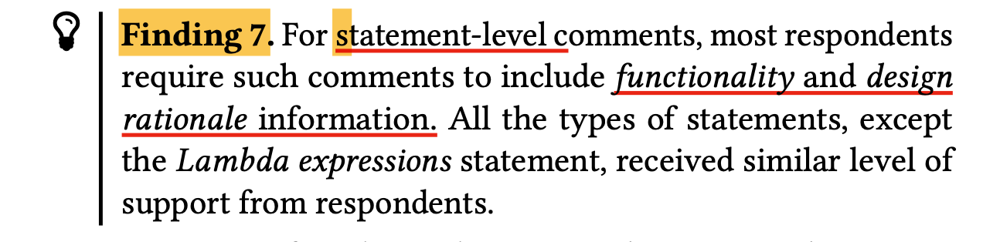 Finding 7. For statement-level comments, most respondents
require such comments to include functionality and design
rationale information. All the types of statements, except
the Lambda expressions statement, received similar level of
support from respondents.